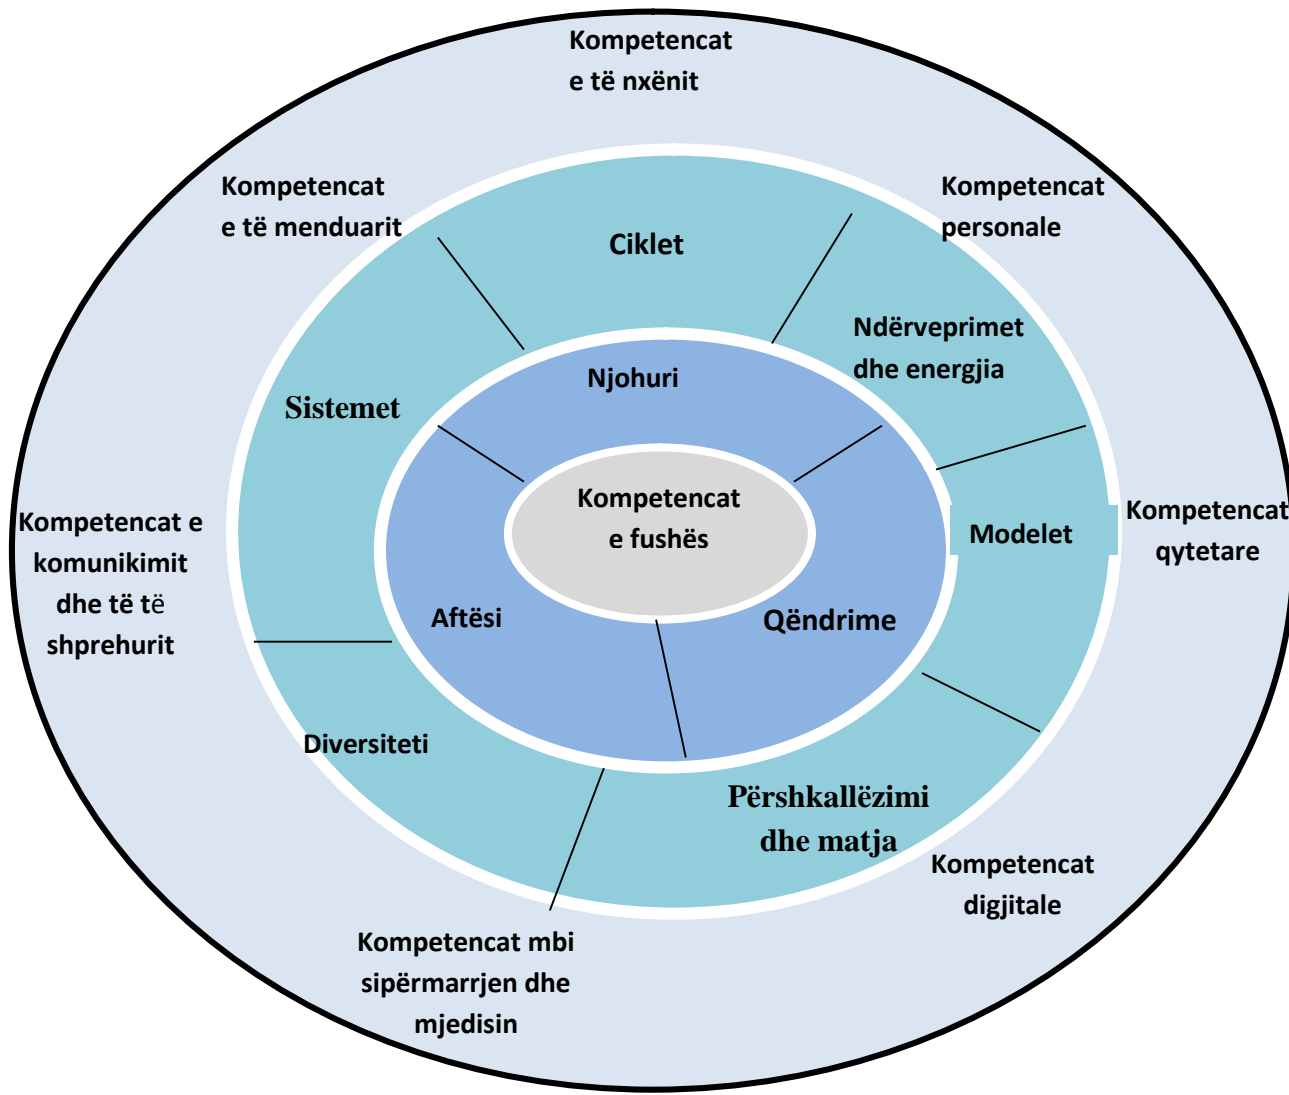 Kompetencat
e të nxënit
Kompetencat
e të menduarit
Kompetencat
personale
Ciklet
Ndërveprimet
dhe energjia
Njohuri
Sistemet
Kompetencat
e fushës
Modelet
Kompetencat
qytetare
Kompetencat e
komunikimit
dhe të të
shprehurit
Aftësi
Qëndrime
Diversiteti
Përshkallëzimi
dhe matja
Kompetencat
digjitale
Kompetencat mbi
sipërmarrjen dhe
mjedisin